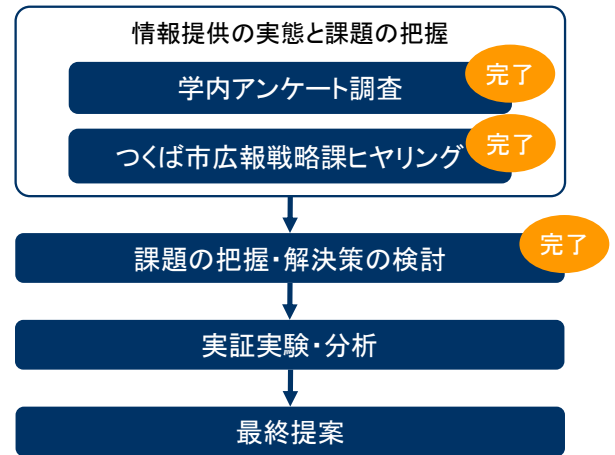 情報提供の実態と課題の把握
完了
学内アンケート調査
完了
つくば市広報戦略課ヒヤリング
完了
課題の把握・解決策の検討
実証実験・分析
最終提案